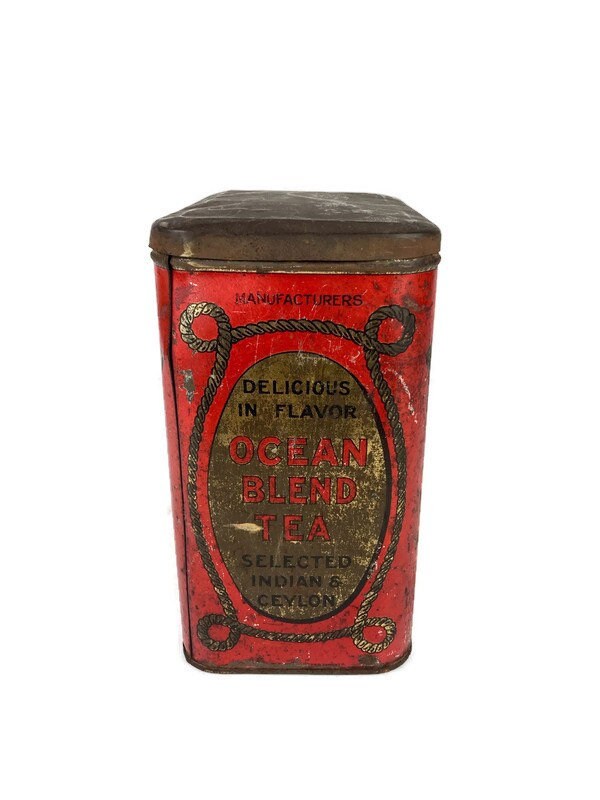 MANUFACTURERS
DELICIOUS
IN FLAVOR
OCEAN
BLEND
TEA
SELECTED
INDIAN &
CEYLON